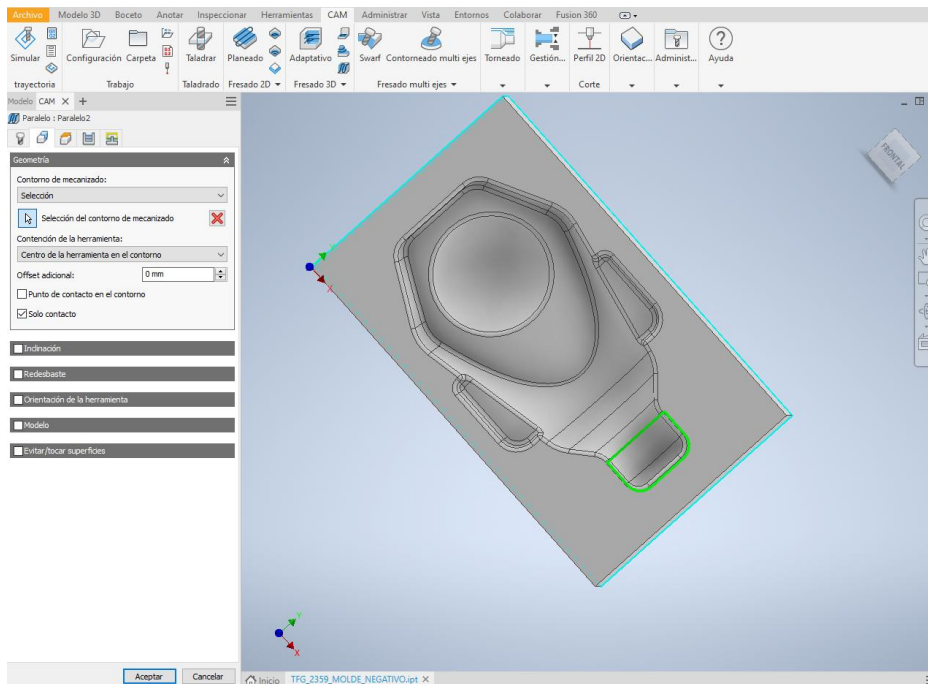 Archivo Modelo 3D Boceto Anotar Inspeccionar Herramientas CAM Administrar Vista Entornos Colaborar Fusion 360
Simular Configuración Carpeta Taladrar Planeado Adaptativo Swarf Contorneado multi ejes Torneado Gestión... Perfil 2D Orientac... Administ... Ayuda
trayectoria Trabajo Taladrado Fresado 2D Fresado 3D Fresado multi ejes Corte
Modelo CAM X +
Paralelo : Paralelo2
Geometría
Contorno de mecanizado:
Selección
Selección del contorno de mecanizado
Contención de la herramienta:
Centro de la herramienta en el contorno
Offset adicional: 0 mm
Punto de contacto en el contorno
Solo contacto
Inclinación
Redesbaste
Orientación de la herramienta
Modelo
Evitar/tocar superficies
FRONTAL
Y
X
Y
X
Aceptar Cancelar
Inicio TFG_2359_MOLDE_NEGATIVO.ipt X